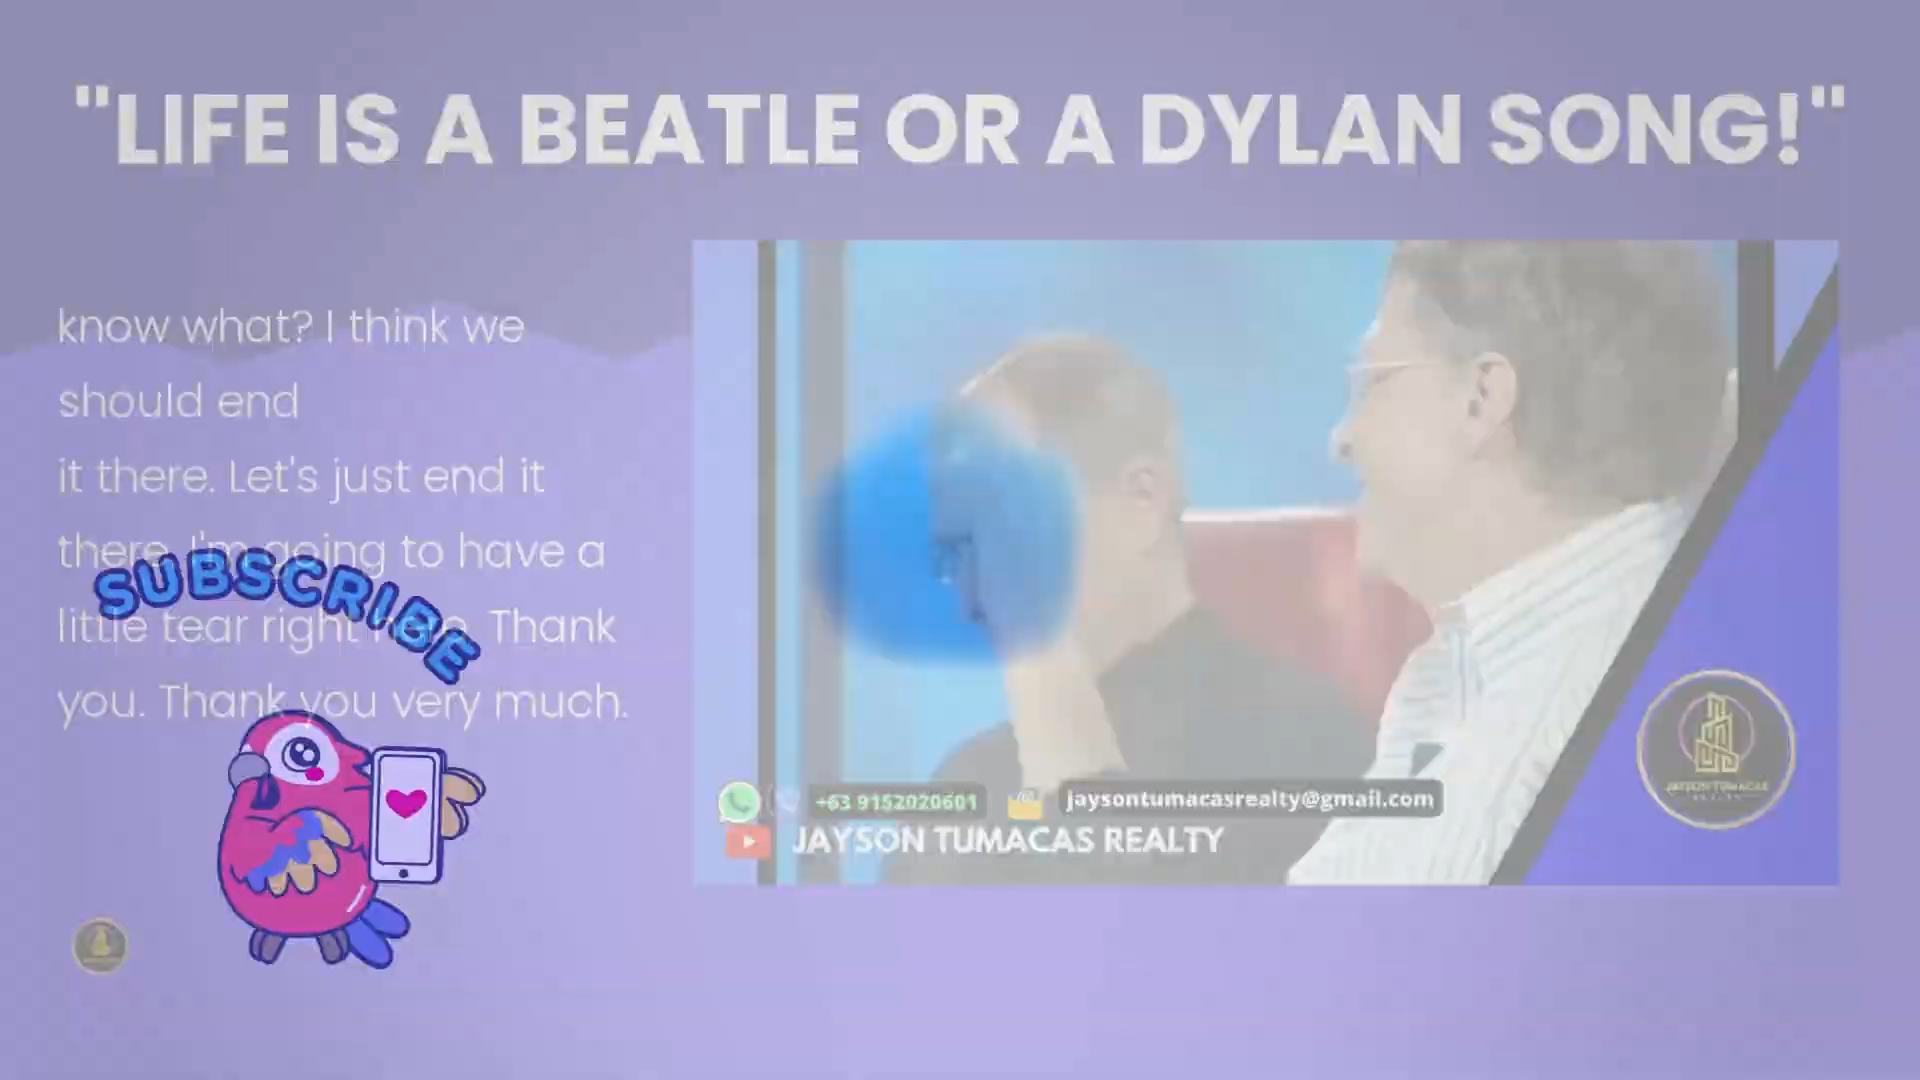 "LIFE IS A BEATLE OR A DYLAN SONG!"
know what? I think we
should end
it there. Let's just end it
there. I'm going to have a
little tear right Thank
you. Thank you very much.
SUBSCRIBE
+63 9152020601
jaysontumacasrealty@gmail.com
JAYSON TUMACAS REALTY
JAYSON TUMACAS